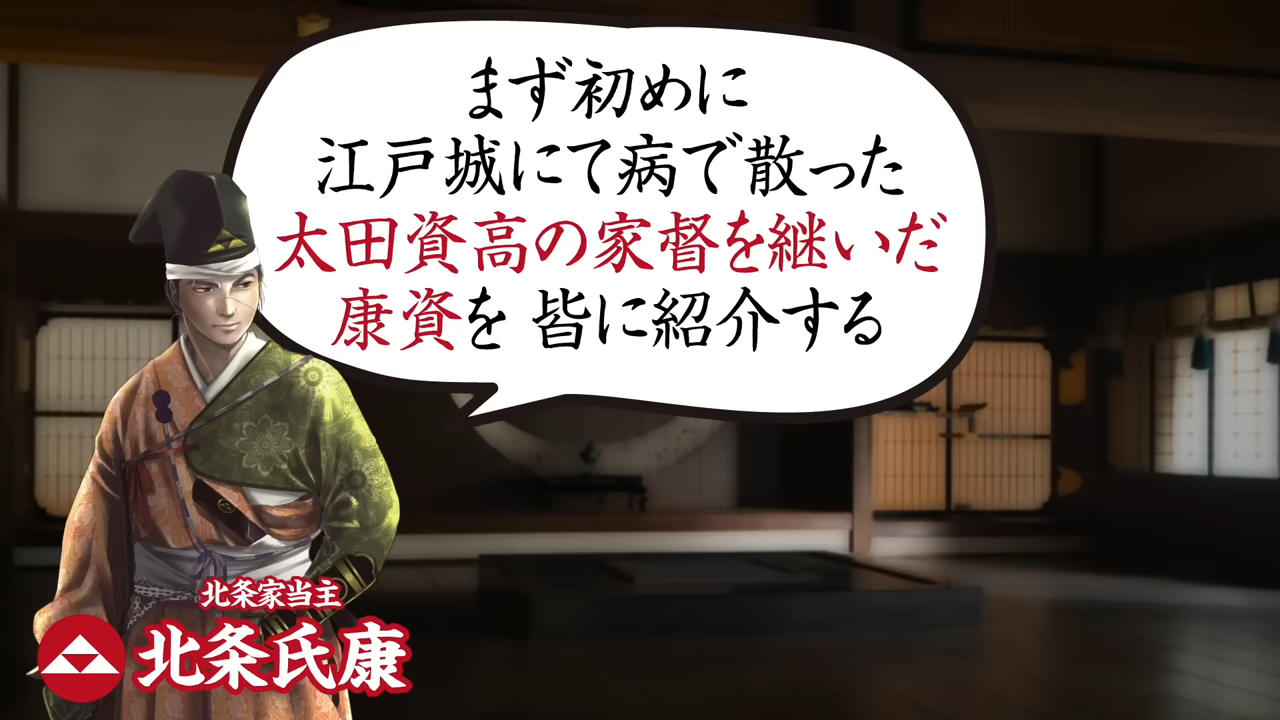 まず初めに
江戸城にて病で散った
太田資高の家督を継いだ
康資を 皆に紹介する
北条家当主
北条氏康